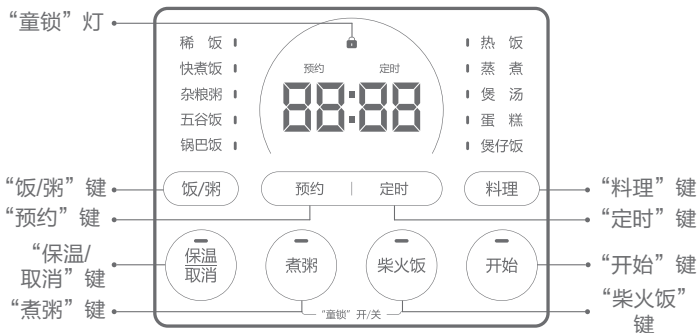 “童锁”灯
稀 饭
热 饭
快煮饭
预约
定时
蒸 煮
杂粮粥
88:88
煲 汤
五谷饭
蛋 糕
锅巴饭
煲仔饭
“饭/粥”键
饭/粥
预约 | 定时
料理
“料理”键
“预约”键
“定时”键
“保温/
取消”键
保温
取消
煮粥
柴火饭
开始
“开始”键
“煮粥”键
“童锁”开/关
“柴火饭”
键